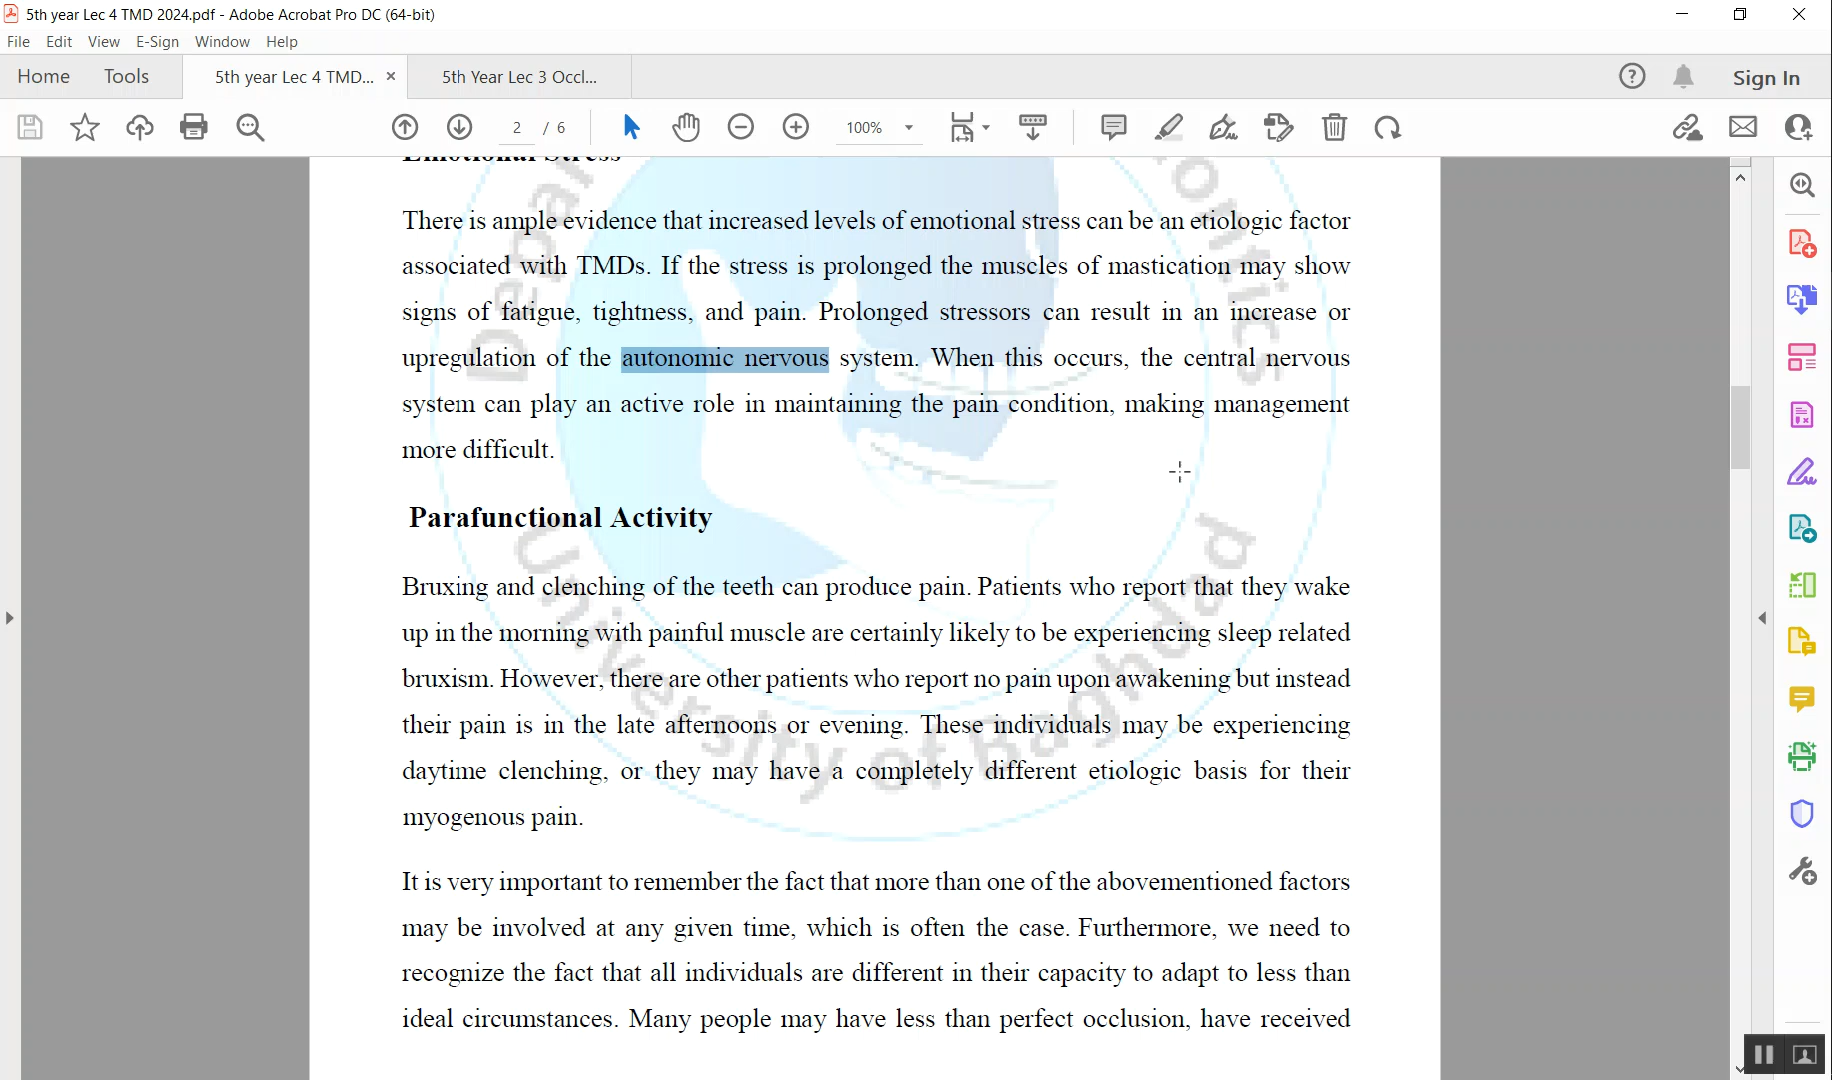 5th year Lec 4 TMD 2024.pdf - Adobe Acrobat Pro DC (64-bit)
File Edit View E-Sign Window Help
Home Tools 5th year Lec 4 TMD... × 5th Year Lec 3 Occl... Sign In
2 / 6 100%
Emotional Stress
There is ample evidence that increased levels of emotional stress can be an etiologic factor
associated with TMDs. If the stress is prolonged the muscles of mastication may show
signs of fatigue, tightness, and pain. Prolonged stressors can result in an increase or
upregulation of the autonomic nervous system. When this occurs, the central nervous
system can play an active role in maintaining the pain condition, making management
more difficult.
Parafunctional Activity
Bruxing and clenching of the teeth can produce pain. Patients who report that they wake
up in the morning with painful muscle are certainly likely to be experiencing sleep related
bruxism. However, there are other patients who report no pain upon awakening but instead
their pain is in the late afternoons or evening. These individuals may be experiencing
daytime clenching, or they may have a completely different etiologic basis for their
myogenous pain.
It is very important to remember the fact that more than one of the abovementioned factors
may be involved at any given time, which is often the case. Furthermore, we need to
recognize the fact that all individuals are different in their capacity to adapt to less than
ideal circumstances. Many people may have less than perfect occlusion, have received
University of Baghdad